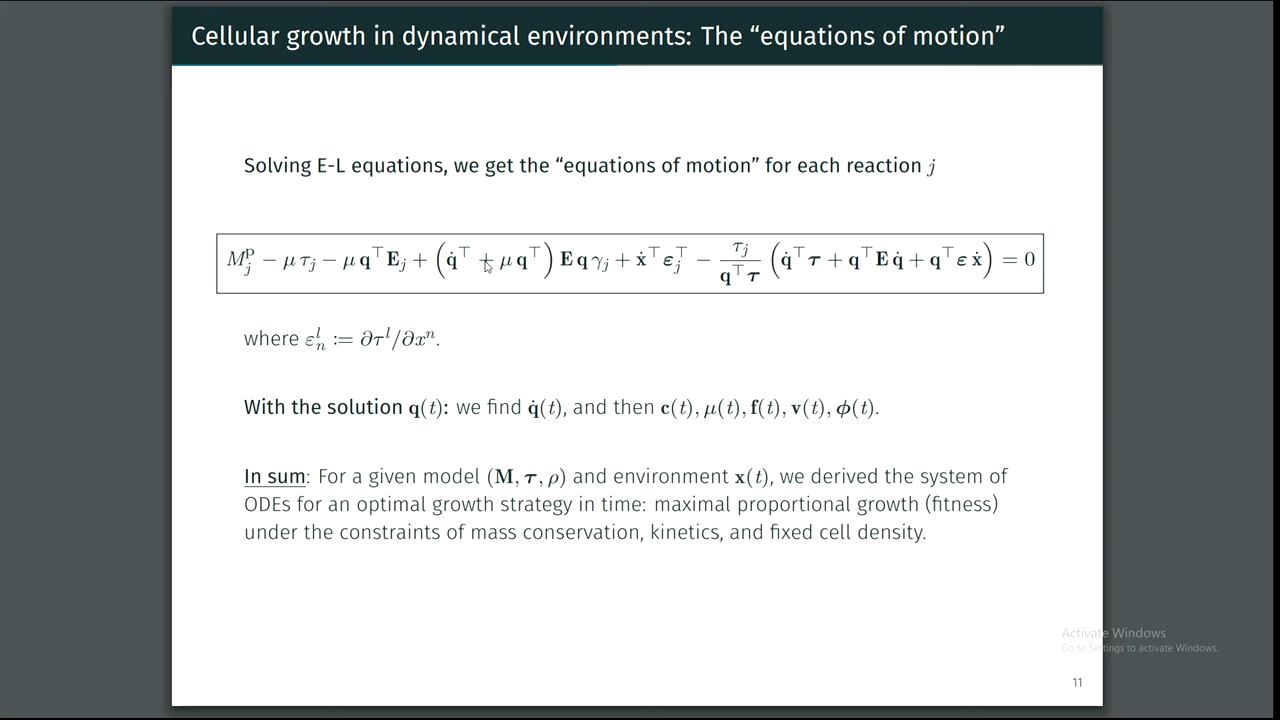 Cellular growth in dynamical environments: The “equations of motion”
Solving E-L equations, we get the “equations of motion” for each reaction j
M_j^p − μ τ_j − μ q^⊤ E_j + (q̇^⊤ + μ q^⊤) E q γ_j + ẋ^⊤ ε_j^⊤ − τ_j / (q^⊤ τ) (q̇^⊤ τ + q^⊤ E q̇ + q^⊤ ε ẋ) = 0
where ε_n^l := ∂τ^l/∂x^n.
With the solution q(t): we find q̇(t), and then c(t), μ(t), f(t), v(t), ϕ(t).
In sum: For a given model (M, τ, ρ) and environment x(t), we derived the system of
ODEs for an optimal growth strategy in time: maximal proportional growth (fitness)
under the constraints of mass conservation, kinetics, and fixed cell density.
Activate Windows
Go to Settings to activate Windows.
11